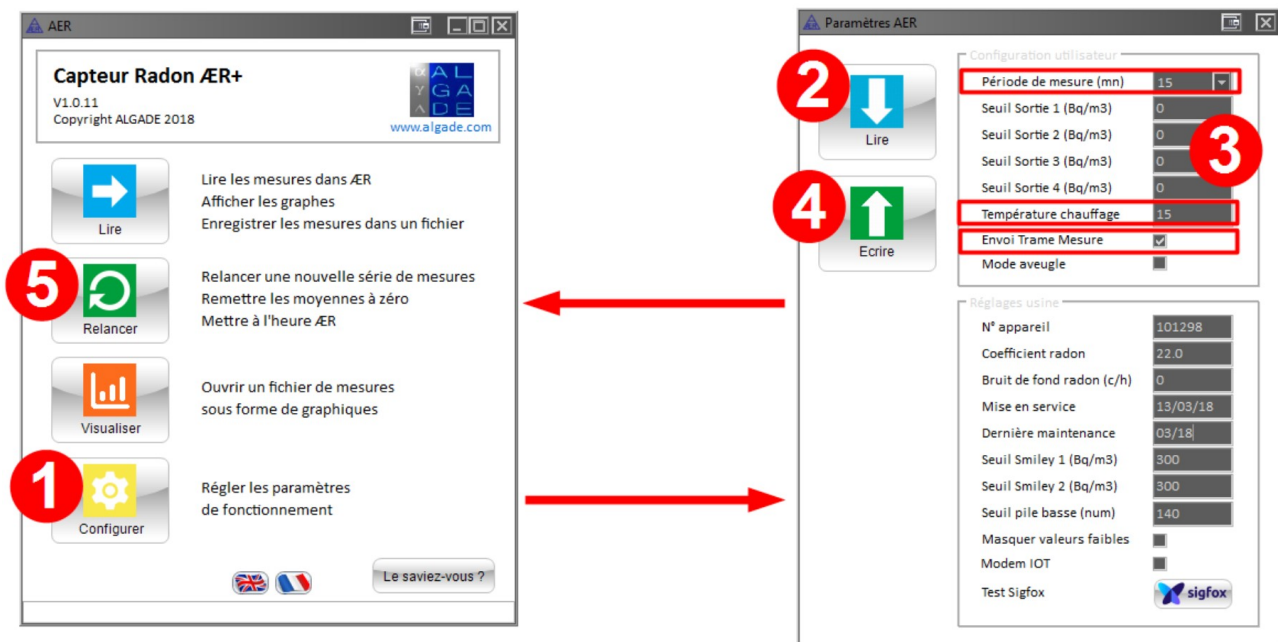 AER
Capteur Radon ÆR+
V1.0.11
Copyright ALGADE 2018
αX AL
Y GA
Λ DE
www.algade.com
Lire
Lire les mesures dans ÆR
Afficher les graphes
Enregistrer les mesures dans un fichier
5
Relancer
Relancer une nouvelle série de mesures
Remettre les moyennes à zéro
Mettre à l'heure ÆR
Visualiser
Ouvrir un fichier de mesures
sous forme de graphiques
1
Configurer
Régler les paramètres
de fonctionnement
Le saviez-vous ?
Paramètres AER
2
Lire
4
Ecrire
Configuration utilisateur
Période de mesure (mn) 15
Seuil Sortie 1 (Bq/m3) 0
Seuil Sortie 2 (Bq/m3) 0
Seuil Sortie 3 (Bq/m3) 0
3
Seuil Sortie 4 (Bq/m3) 0
Température chauffage 15
Envoi Trame Mesure
Mode aveugle
Réglages usine
N° appareil 101298
Coefficient radon 22.0
Bruit de fond radon (c/h) 0
Mise en service 13/03/18
Dernière maintenance 03/18
Seuil Smiley 1 (Bq/m3) 300
Seuil Smiley 2 (Bq/m3) 300
Seuil pile basse (num) 140
Masquer valeurs faibles
Modem IOT
Test Sigfox sigfox